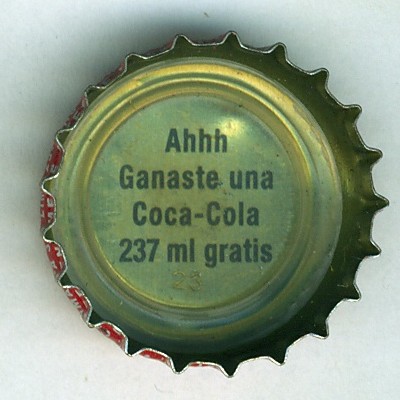 Ahhh
Ganaste una
Coca-Cola
237 ml gratis
23